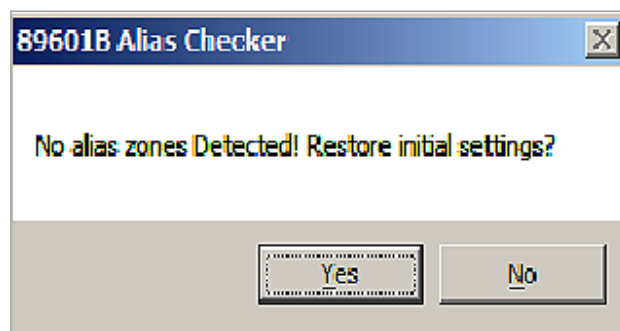 89601B Alias Checker
No alias zones Detected! Restore initial settings?
Yes No